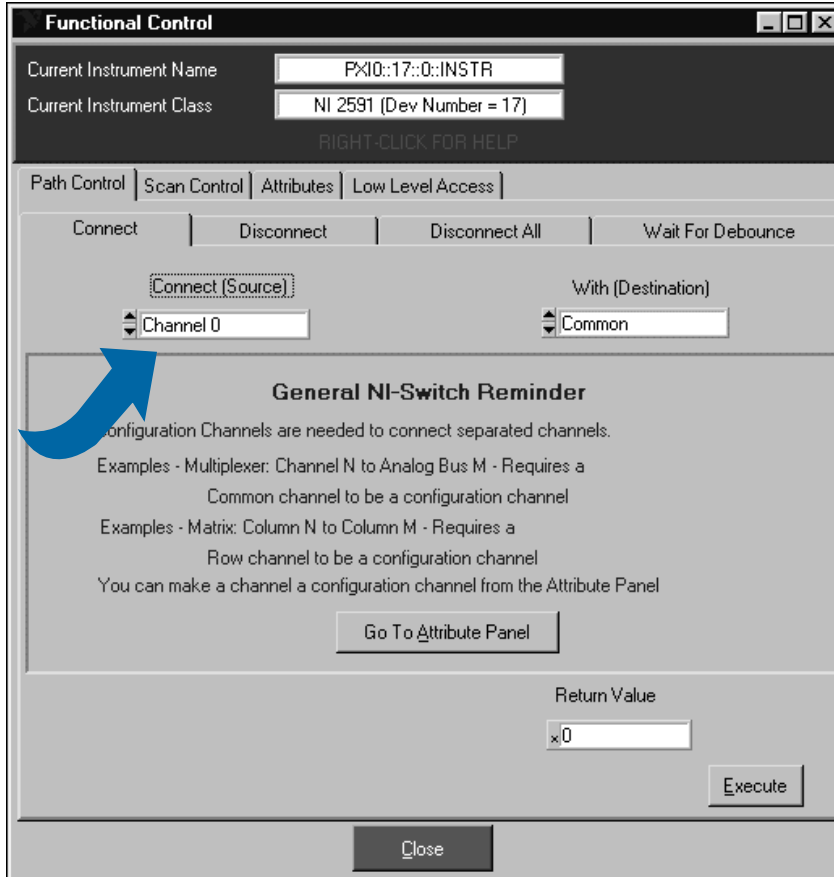 Functional Control
Current Instrument Name PXI0::17::0::INSTR
Current Instrument Class NI 2591 (Dev Number = 17)
RIGHT-CLICK FOR HELP
Path Control Scan Control Attributes Low Level Access
Connect Disconnect Disconnect All Wait For Debounce
Connect (Source) With (Destination)
Channel 0 Common
General NI-Switch Reminder
Configuration Channels are needed to connect separated channels.
Examples - Multiplexer: Channel N to Analog Bus M - Requires a
Common channel to be a configuration channel
Examples - Matrix: Column N to Column M - Requires a
Row channel to be a configuration channel
You can make a channel a configuration channel from the Attribute Panel
Go To Attribute Panel
Return Value
x0
Execute
Close